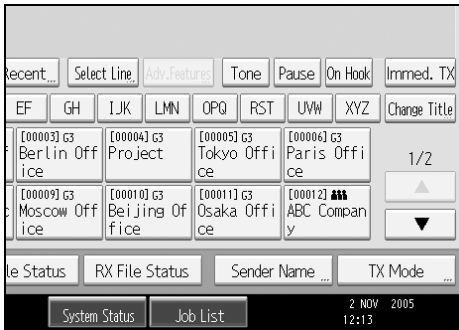 Recent... Select Line... Adv.Features Tone Pause On Hook Immed. TX
EF GH IJK LMN OPQ RST UVW XYZ Change Title
[00003] G3 [00004] G3 [00005] G3 [00006] G3
Berlin Off Project Tokyo Offi Paris Offi
ice ce ce
1/2
[00009] G3 [00010] G3 [00011] G3 [00012]
Moscow Off Beijing Of Osaka Offi ABC Compan
ice fice ce y
le Status RX File Status Sender Name ... TX Mode ...
System Status Job List 2 NOV 2005
12:13